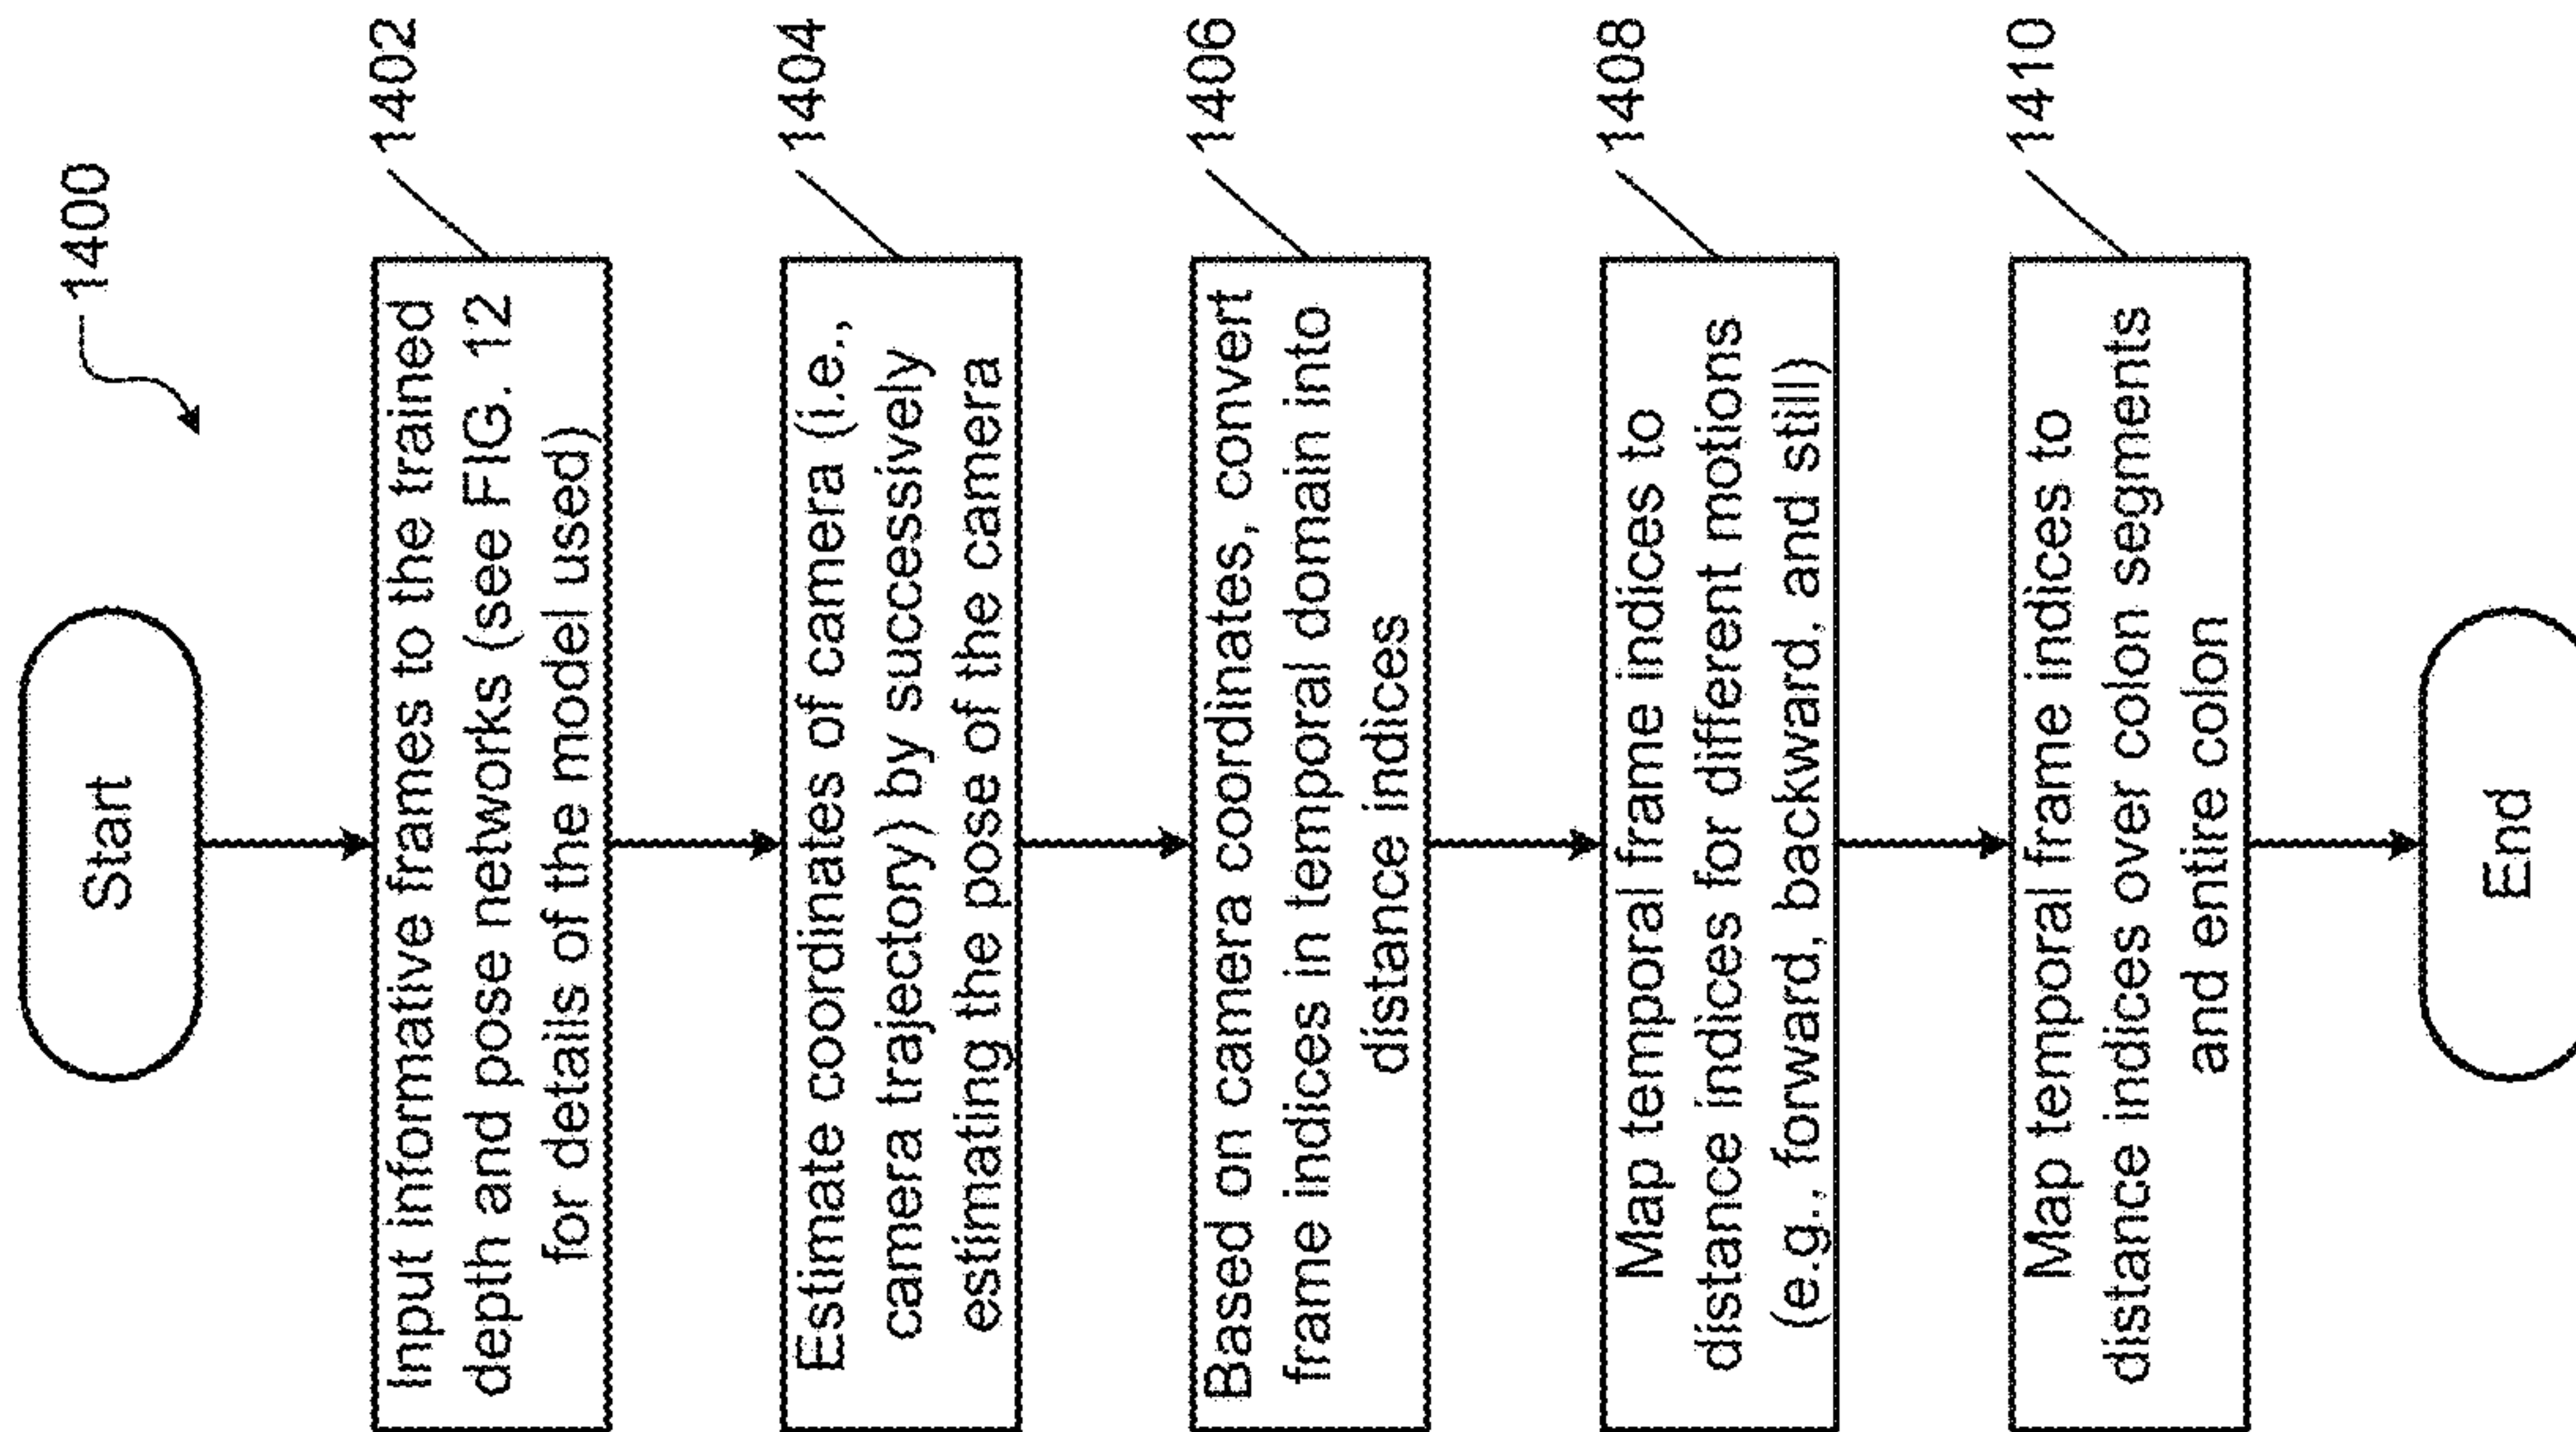 1400
Start
1402
Input informative frames to the trained
depth and pose networks (see FIG. 12
for details of the model used)
1404
Estimate coordinates of camera (i.e.,
camera trajectory) by successively
estimating the pose of the camera
1406
Based on camera coordinates, convert
frame indices in temporal domain into
distance indices
1408
Map temporal frame indices to
distance indices for different motions
(e.g., forward, backward, and still)
1410
Map temporal frame indices to
distance indices over colon segments
and entire colon
End